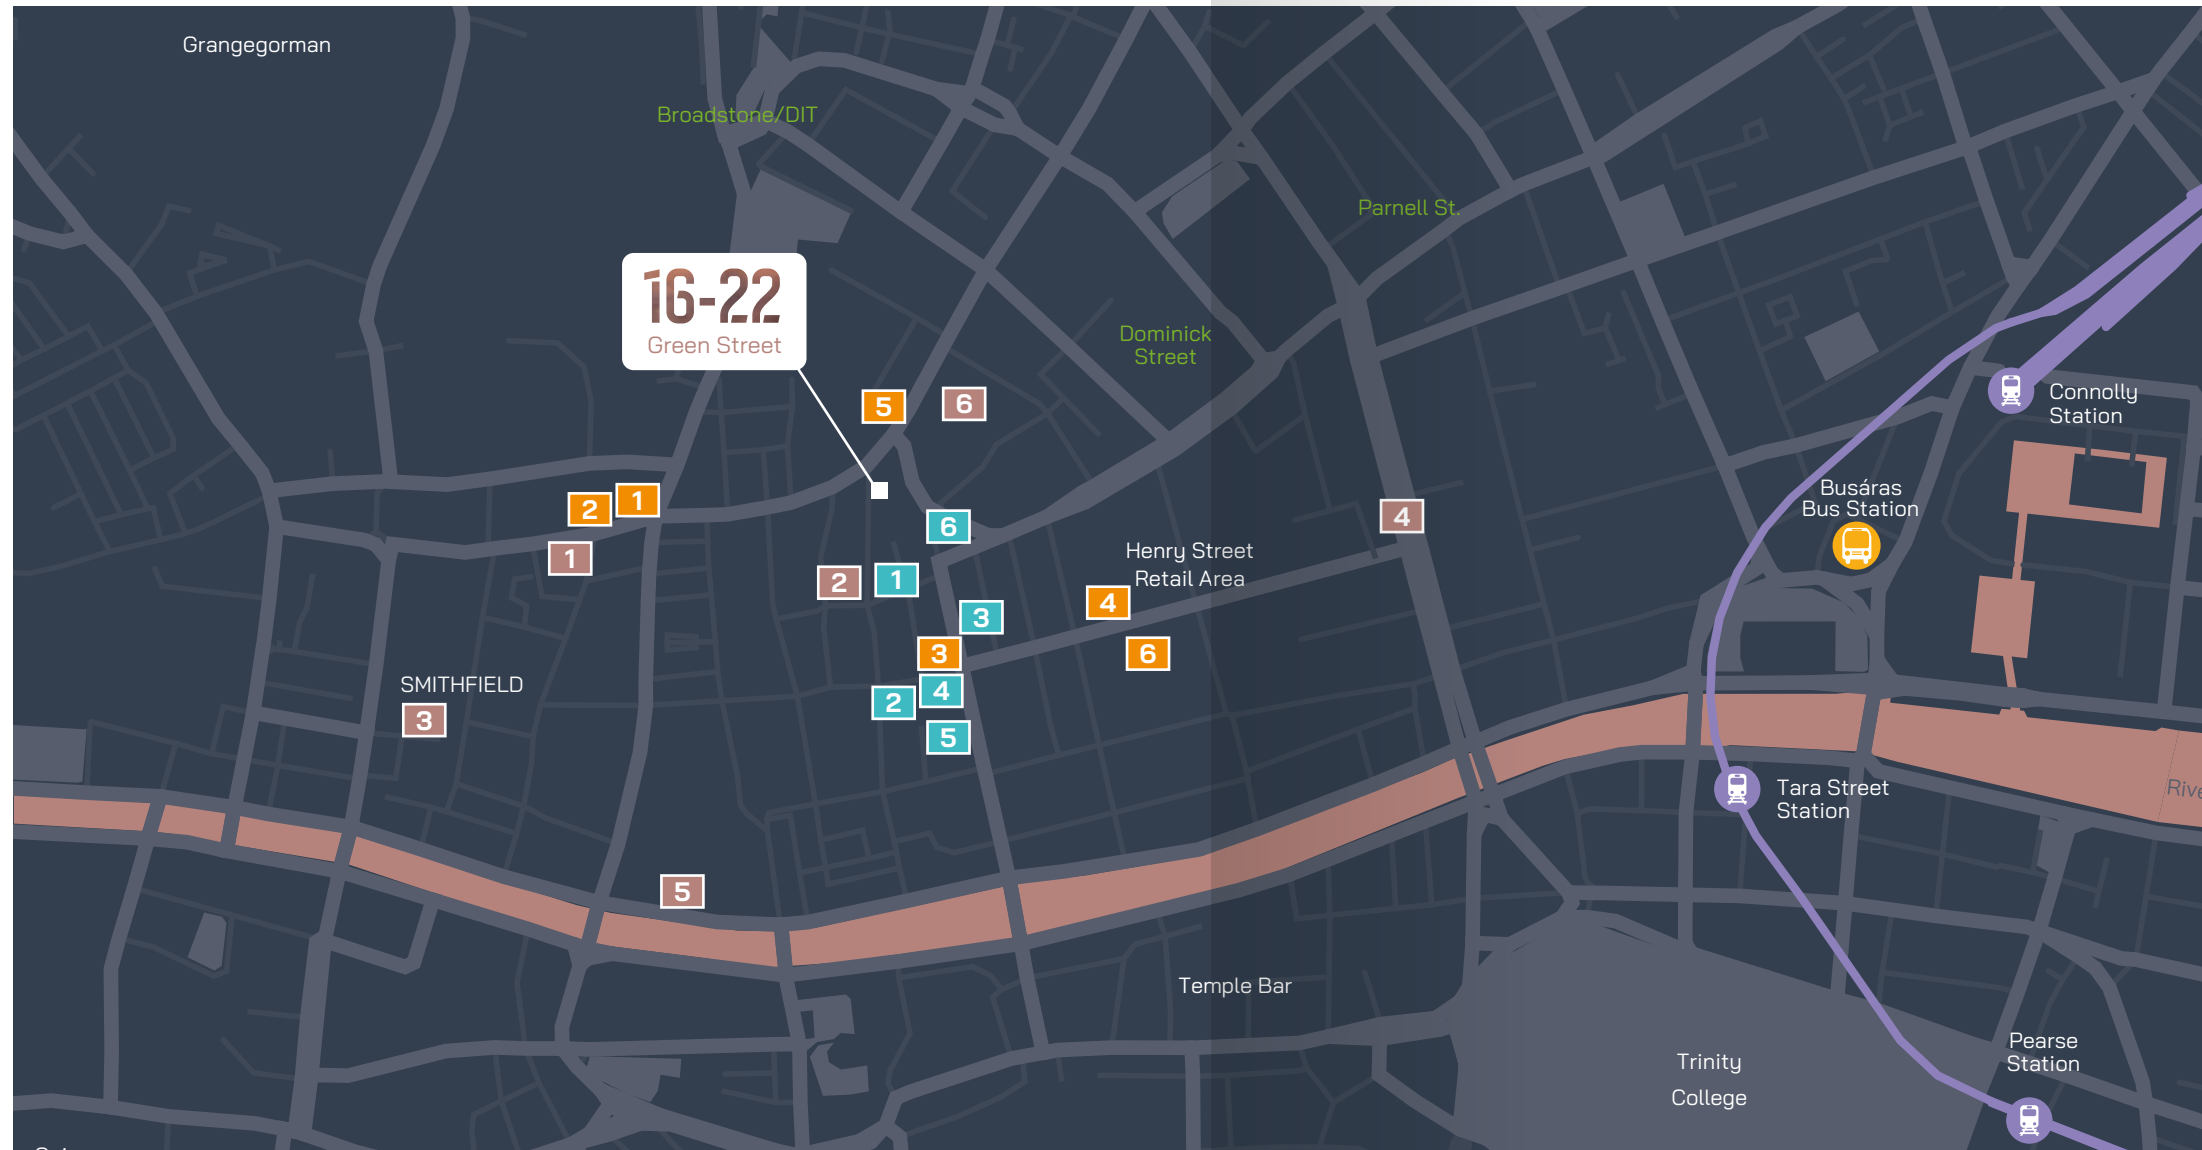 Grangegorman
Broadstone/DIT
Parnell St.
16-22
Green Street
Dominick
Street
5
6
Connolly
Station
2
1
1
6
4
Busáras
Bus Station
Henry Street
Retail Area
2
1
4
3
3
6
SMITHFIELD
3
2
4
5
Tara Street
Station
5
Temple Bar
Trinity
College
Pearse
Station